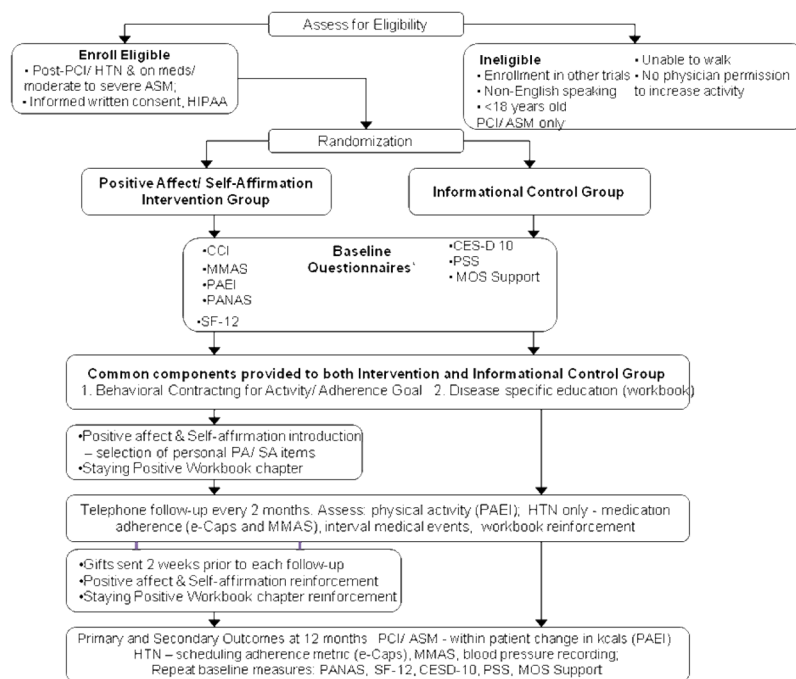 Assess for Eligibility
Enroll Eligible
• Post-PCI/ HTN & on meds/
moderate to severe ASM;
• Informed written consent, HIPAA
Ineligible
• Enrollment in other trials
• Non-English speaking
• <18 years old
PCI/ ASM only
• Unable to walk
• No physician permission
to increase activity
Randomization
Positive Affect/ Self-Affirmation
Intervention Group
Informational Control Group
•CCI
•MMAS
•PAEI
•PANAS
•SF-12
Baseline
Questionnaires`
•CES-D 10
•PSS
• MOS Support
Common components provided to both Intervention and Informational Control Group
1. Behavioral Contracting for Activity/ Adherence Goal 2. Disease specific education (workbook)
•Positive affect & Self-affirmation introduction
– selection of personal PA/ SA items
•Staying Positive Workbook chapter
Telephone follow-up every 2 months. Assess: physical activity (PAEI); HTN only - medication
adherence (e-Caps and MMAS), interval medical events, workbook reinforcement
•Gifts sent 2 weeks prior to each follow-up
•Positive affect & Self-affirmation reinforcement
•Staying Positive Workbook chapter reinforcement
Primary and Secondary Outcomes at 12 months PCI/ ASM - within patient change in kcals (PAEI)
HTN – scheduling adherence metric (e-Caps), MMAS, blood pressure recording;
Repeat baseline measures: PANAS, SF-12, CESD-10, PSS, MOS Support